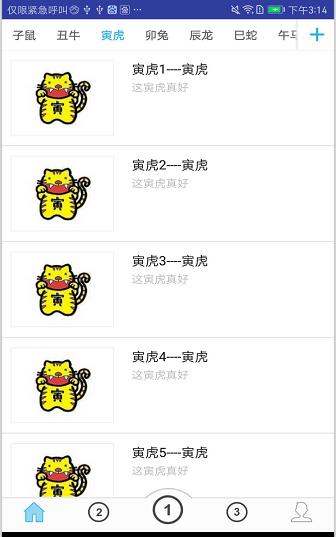 仅限紧急呼叫 下午3:14
子鼠 丑牛 寅虎 卯兔 辰龙 巳蛇 午马 +
寅虎1----寅虎
这寅虎真好
寅
寅虎2----寅虎
这寅虎真好
寅
寅虎3----寅虎
这寅虎真好
寅
寅虎4----寅虎
这寅虎真好
寅
寅虎5----寅虎
这寅虎真好
寅
2 1 3